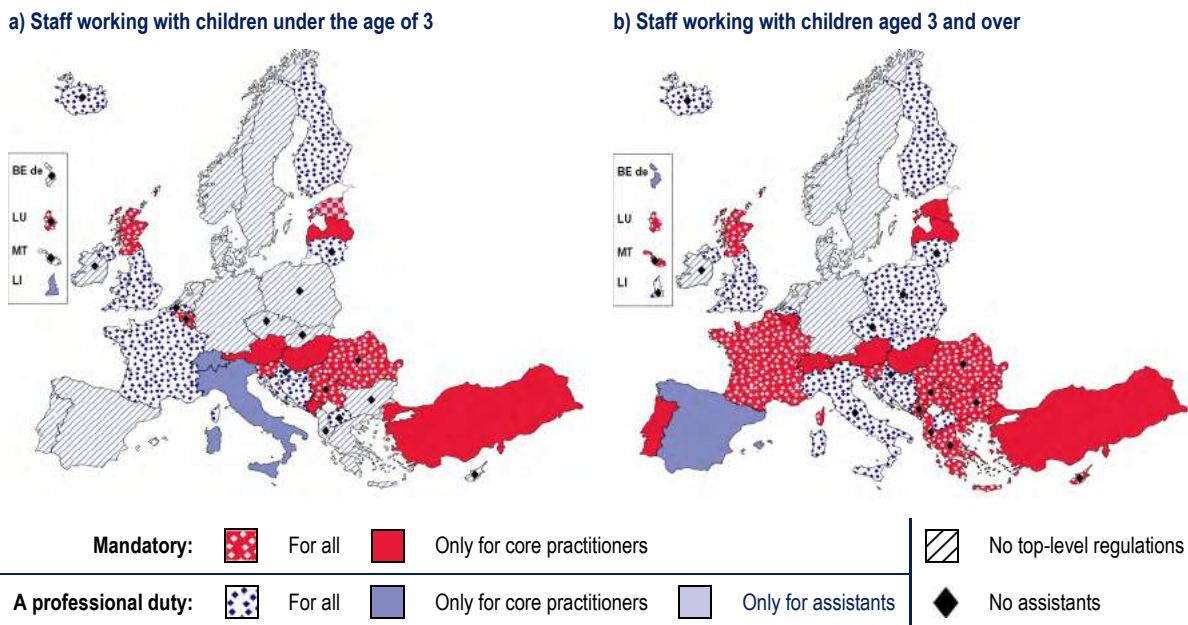 a) Staff working with children under the age of 3
b) Staff working with children aged 3 and over
BE de
LU
MT
LI
BE de
LU
MT
LI
Mandatory: For all Only for core practitioners No top-level regulations
A professional duty: For all Only for core practitioners Only for assistants No assistants